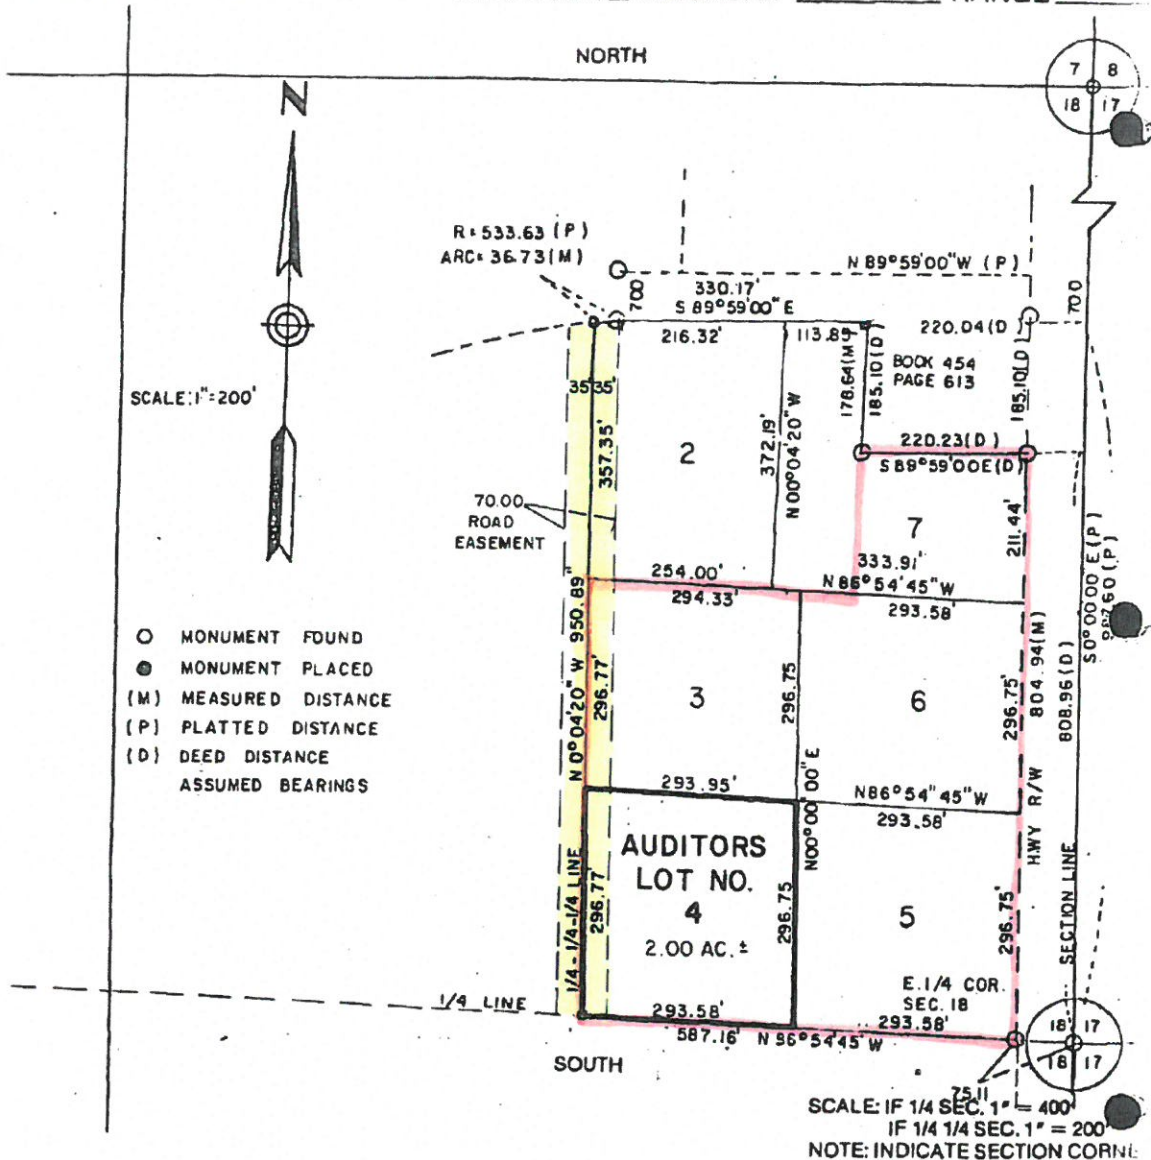 RANGE
NORTH
7 8
18 17
N
R=533.63 (P)
ARC=36.73(M)
N 89°59'00"W (P)
330.17'
S 89°59'00"E
7.00
70.0
216.32'
113.85'
220.04(D)
SCALE:1"=200'
35' 35'
178.64(M)
185.10(D)
BOOK 454
PAGE 613
185.10(D)
357.35'
2
372.19'
N00°04'20"W
220.23(D)
S89°59'00E(D)
70.00
ROAD
EASEMENT
7
211.44'
S0°00'00 E(P)
254.00'
333.91'
N86°54'45"W
294.33'
293.58'
○ MONUMENT FOUND
● MONUMENT PLACED
(M) MEASURED DISTANCE
(P) PLATTED DISTANCE
(D) DEED DISTANCE
ASSUMED BEARINGS
N 0°04'20"W 950.89"
296.77'
3
296.75
6
296.75'
804.94(M)
808.96(D)
HWY R/W
293.95'
N00°00'00"E
N86°54"45"W
293.58'
AUDITORS
LOT NO.
4
2.00 AC.±
1/4-1/4-1/4 LINE
296.77'
296.75
5
296.75'
SECTION LINE
E.1/4 COR.
SEC. 18
1/4 LINE
293.58'
293.58'
587.16'
N 86°54'45"W
18 17
18 17
SOUTH
75.11
SCALE: IF 1/4 SEC. 1" = 400'
IF 1/4 1/4 SEC. 1" = 200'
NOTE: INDICATE SECTION CORNE